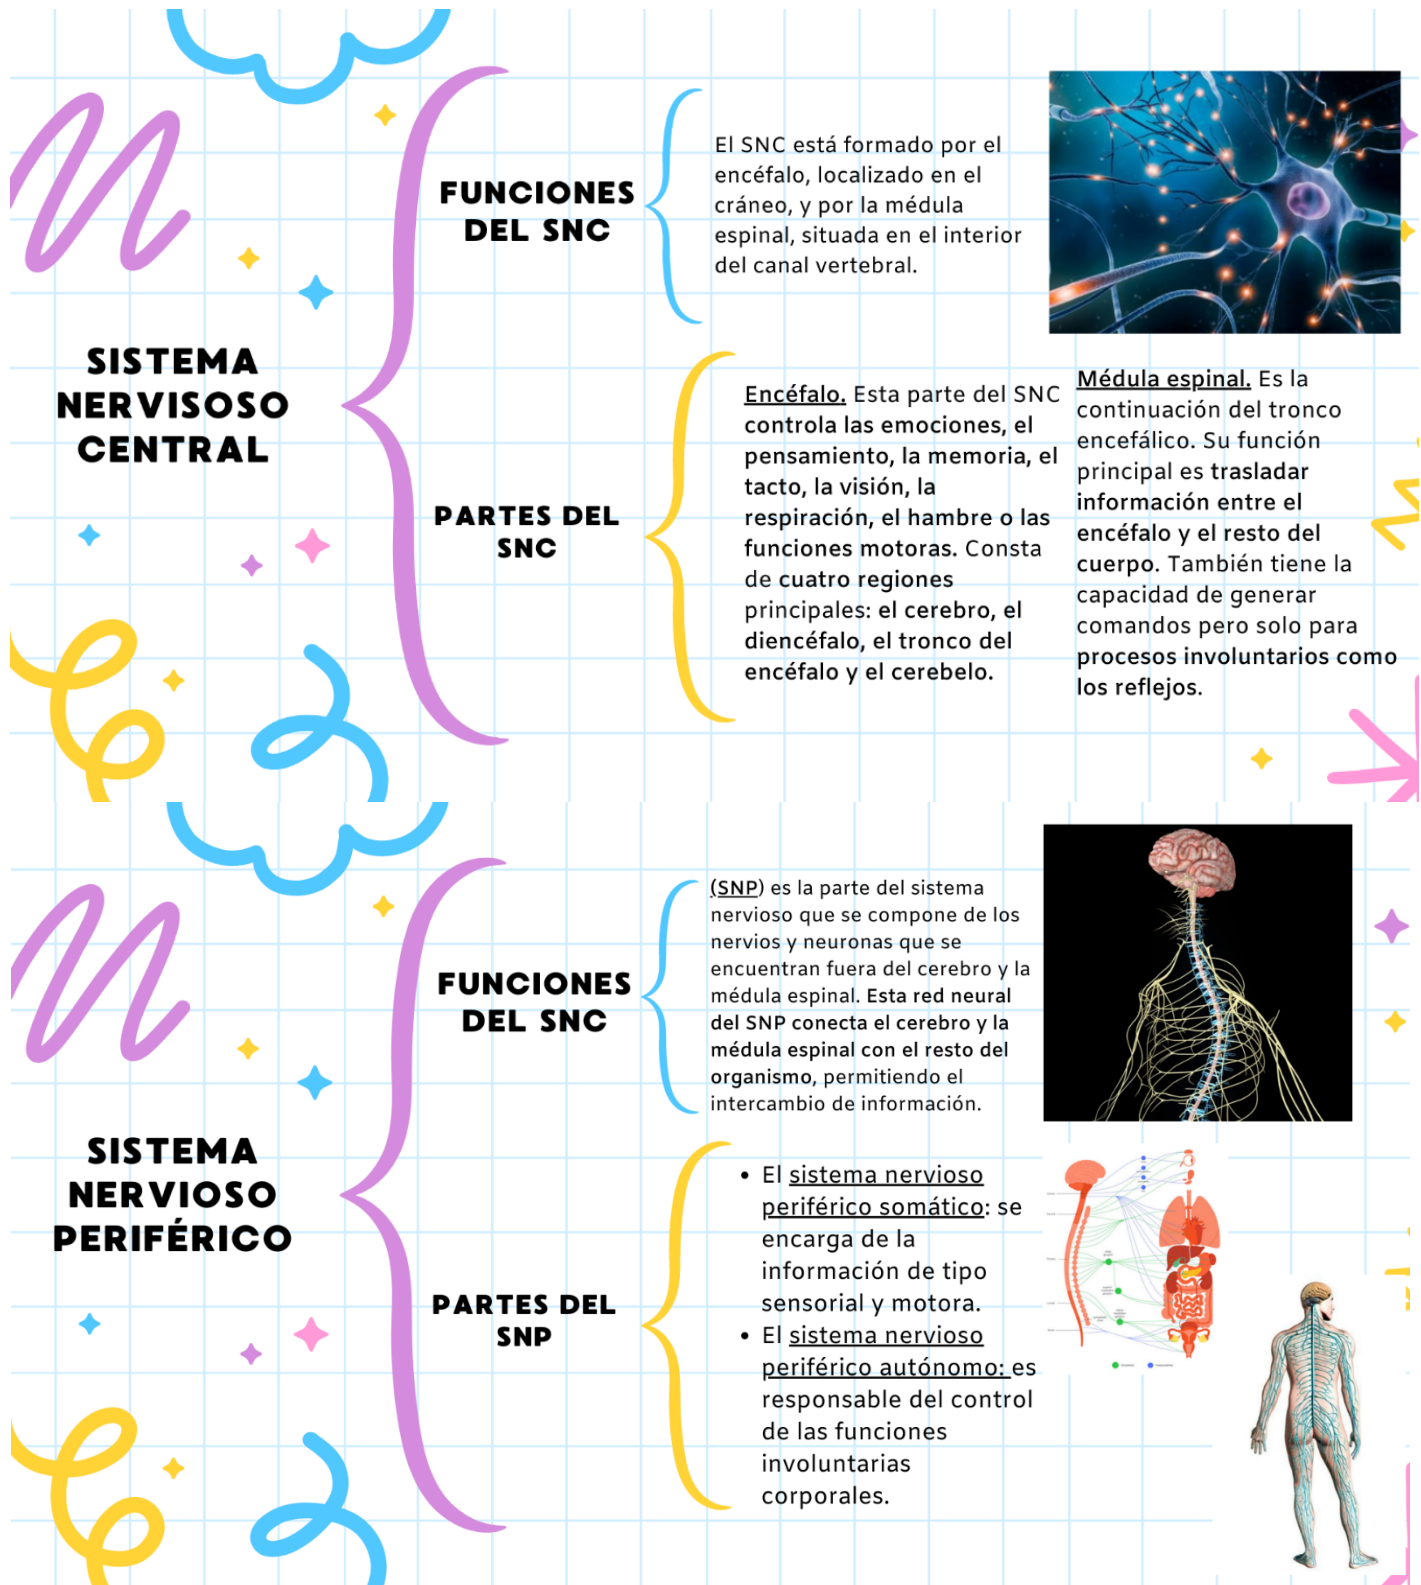 SISTEMA
NERVISOSO
CENTRAL
FUNCIONES
DEL SNC
El SNC está formado por el
encéfalo, localizado en el
cráneo, y por la médula
espinal, situada en el interior
del canal vertebral.
PARTES DEL
SNC
Encéfalo. Esta parte del SNC
controla las emociones, el
pensamiento, la memoria, el
tacto, la visión, la
respiración, el hambre o las
funciones motoras. Consta
de cuatro regiones
principales: el cerebro, el
diencéfalo, el tronco del
encéfalo y el cerebelo.
Médula espinal. Es la
continuación del tronco
encefálico. Su función
principal es trasladar
información entre el
encéfalo y el resto del
cuerpo. También tiene la
capacidad de generar
comandos pero solo para
procesos involuntarios como
los reflejos.
SISTEMA
NERVIOSO
PERIFÉRICO
FUNCIONES
DEL SNC
(SNP) es la parte del sistema
nervioso que se compone de los
nervios y neuronas que se
encuentran fuera del cerebro y la
médula espinal. Esta red neural
del SNP conecta el cerebro y la
médula espinal con el resto del
organismo, permitiendo el
intercambio de información.
PARTES DEL
SNP
• El sistema nervioso
periférico somático: se
encarga de la
información de tipo
sensorial y motora.
• El sistema nervioso
periférico autónomo: es
responsable del control
de las funciones
involuntarias
corporales.